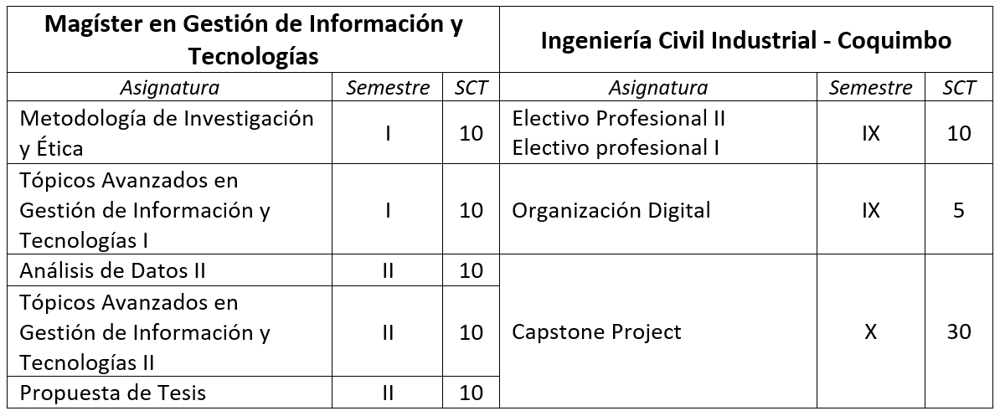 Magíster en Gestión de Información y
Tecnologías
Ingeniería Civil Industrial - Coquimbo
Asignatura Semestre SCT Asignatura Semestre SCT
Metodología de Investigación
y Ética
I 10
Electivo Profesional II
Electivo profesional I
IX 10
Tópicos Avanzados en
Gestión de Información y
Tecnologías I
I 10
Organización Digital IX 5
Análisis de Datos II II 10
Tópicos Avanzados en
Gestión de Información y
Tecnologías II
II 10
Propuesta de Tesis II 10
Capstone Project X 30